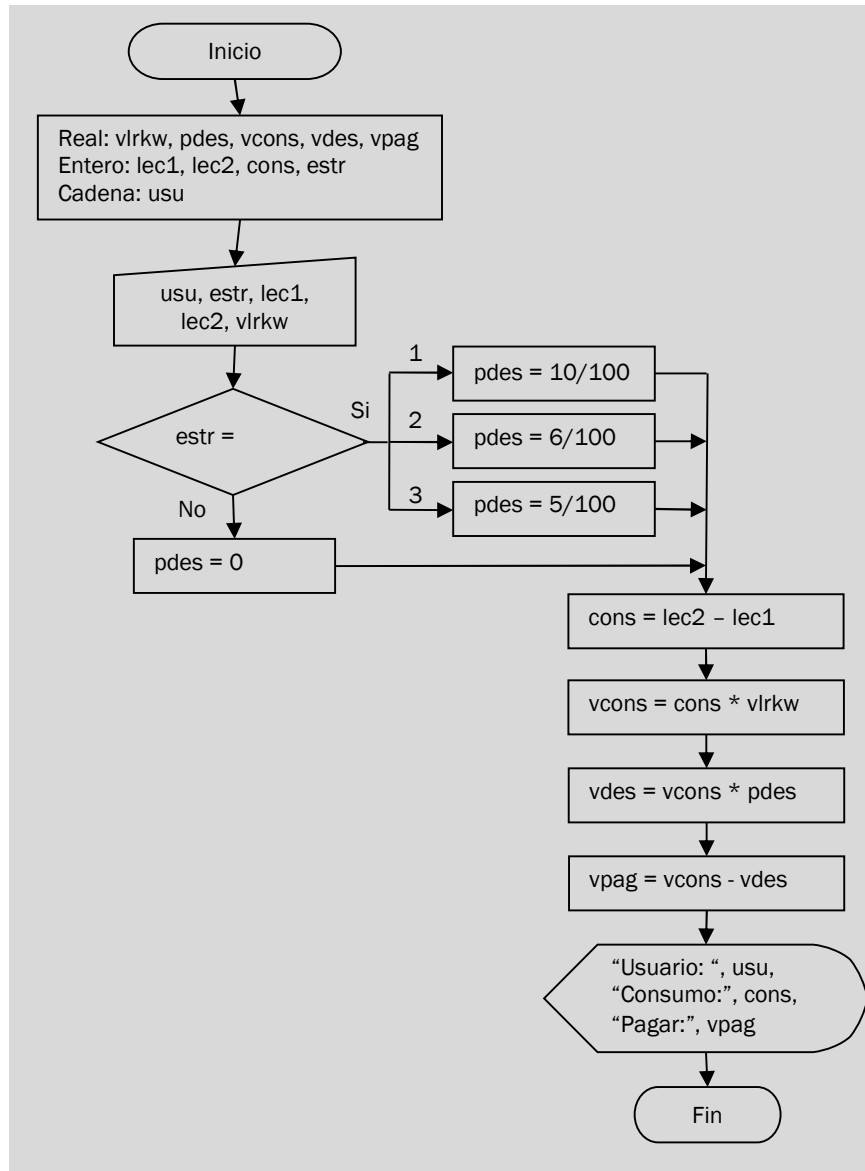 Inicio
Real: vlrkw, pdes, vcons, vdes, vpag
Entero: lec1, lec2, cons, estr
Cadena: usu
usu, estr, lec1,
lec2, vlrkw
estr =
Si
1
pdes = 10/100
2
pdes = 6/100
3
pdes = 5/100
No
pdes = 0
cons = lec2 – lec1
vcons = cons * vlrkw
vdes = vcons * pdes
vpag = vcons - vdes
“Usuario: “, usu,
“Consumo:”, cons,
“Pagar:”, vpag
Fin